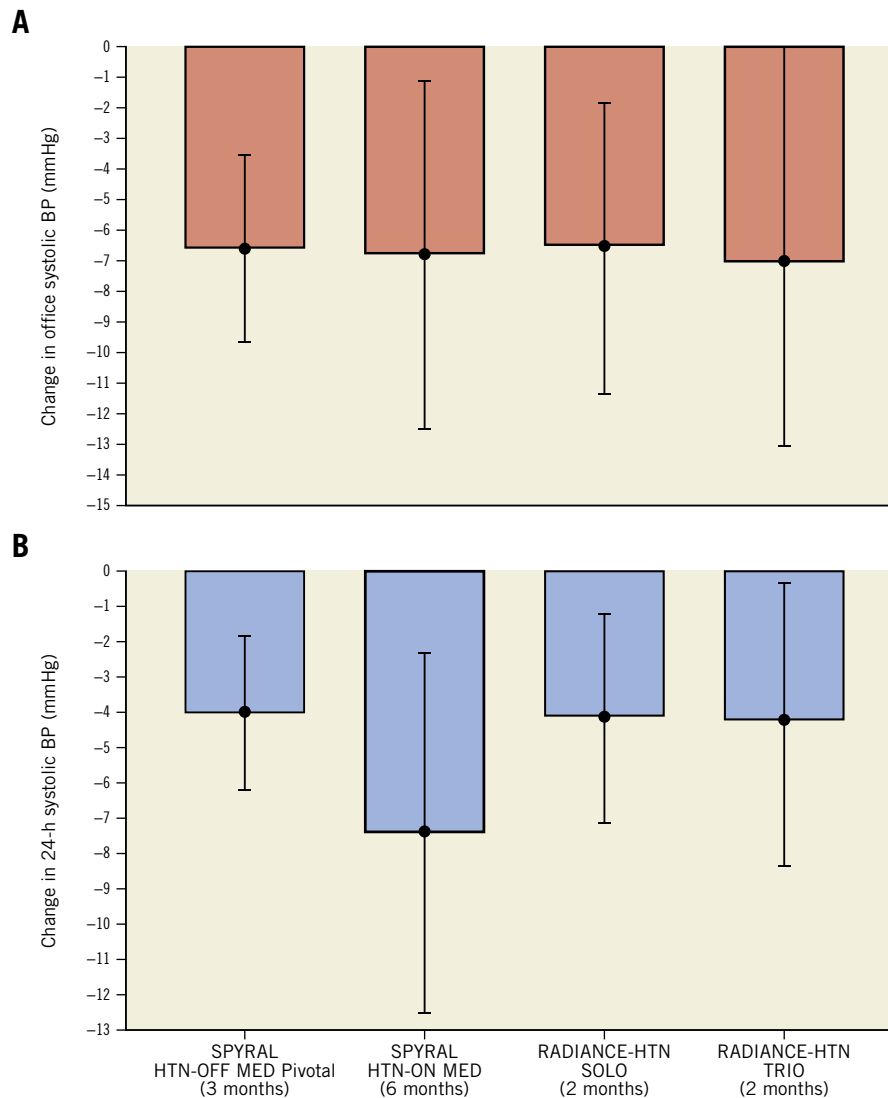 A
0
−1
−2
−3
−4
−5
−6
−7
−8
−9
−10
−11
−12
−13
−14
−15
Change in office systolic BP (mmHg)
B
0
−1
−2
−3
−4
−5
−6
−7
−8
−9
−10
−11
−12
−13
Change in 24-h systolic BP (mmHg)
SPYRAL
HTN-OFF MED Pivotal
(3 months)
SPYRAL
HTN-ON MED
(6 months)
RADIANCE-HTN
SOLO
(2 months)
RADIANCE-HTN
TRIO
(2 months)